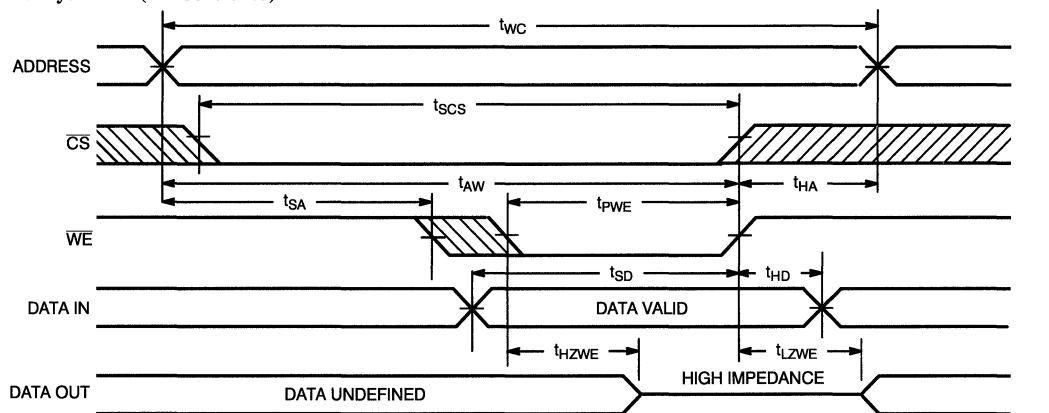 tWC
ADDRESS
tSCS
CS
tAW
tHA
tSA
tPWE
WE
tSD
tHD
DATA IN
DATA VALID
tHZWE
tLZWE
HIGH IMPEDANCE
DATA OUT
DATA UNDEFINED